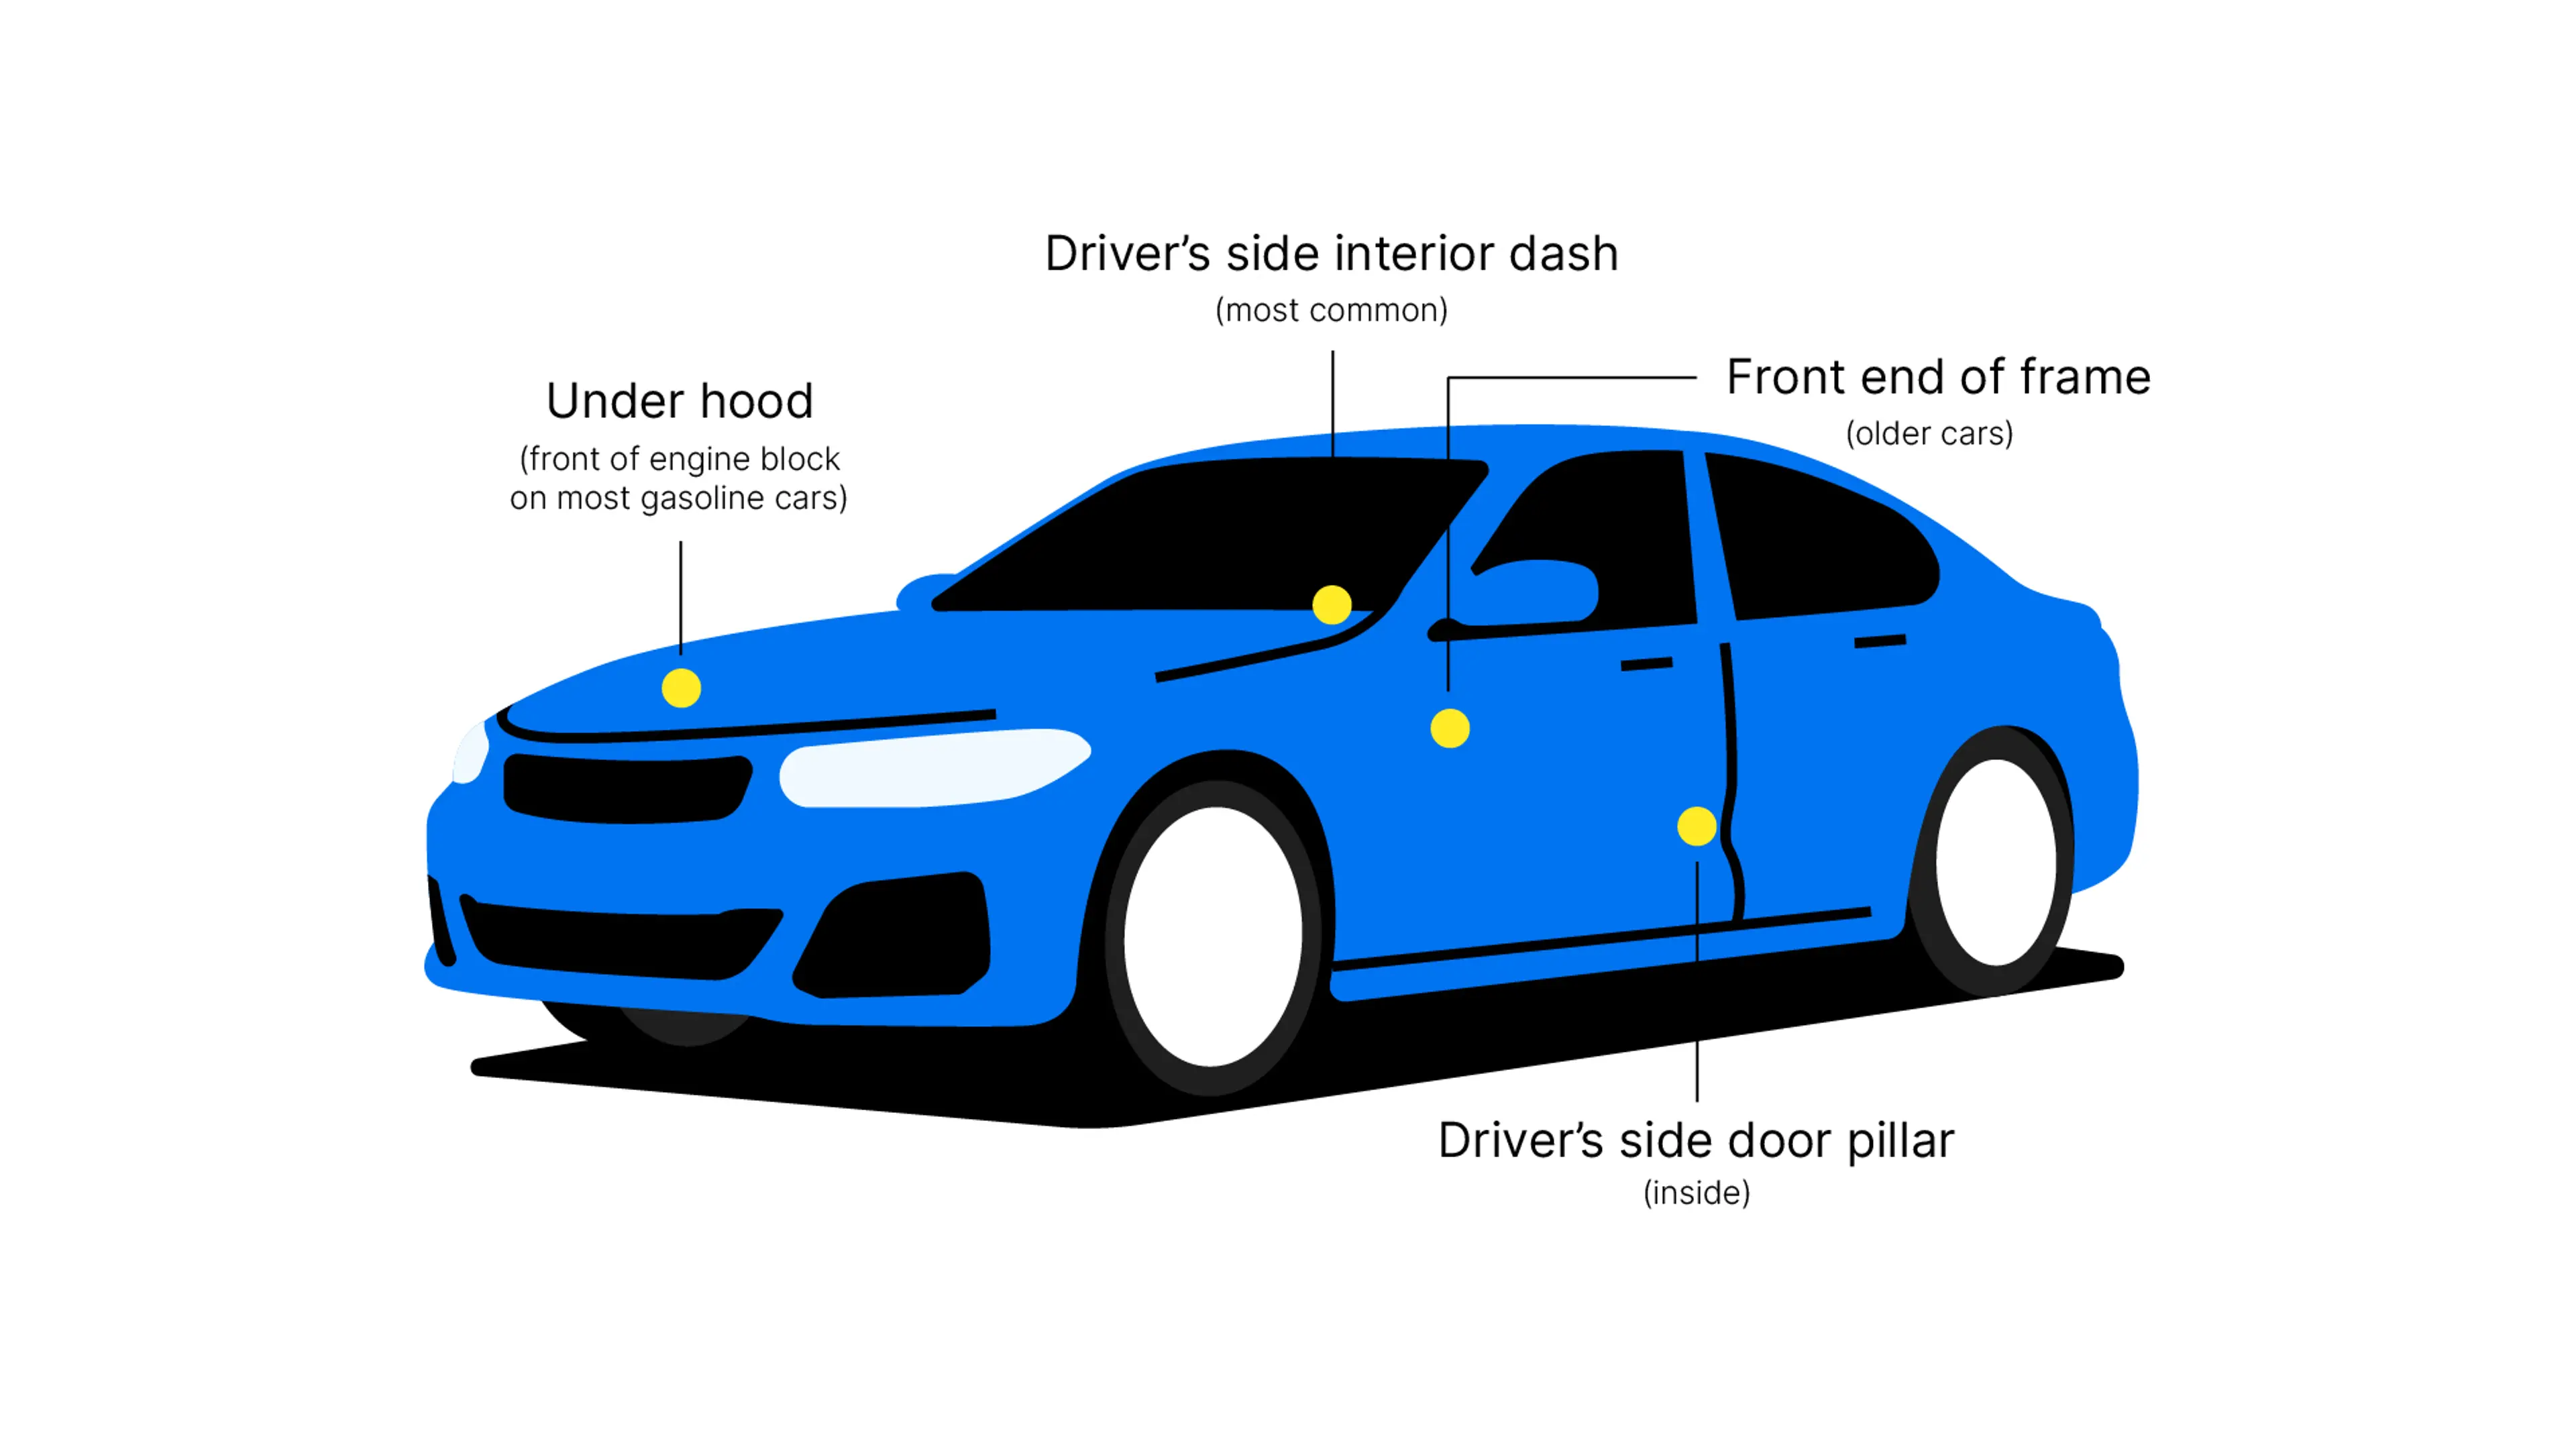 Driver’s side interior dash
(most common)
Front end of frame
(older cars)
Under hood
(front of engine block
on most gasoline cars)
Driver’s side door pillar
(inside)